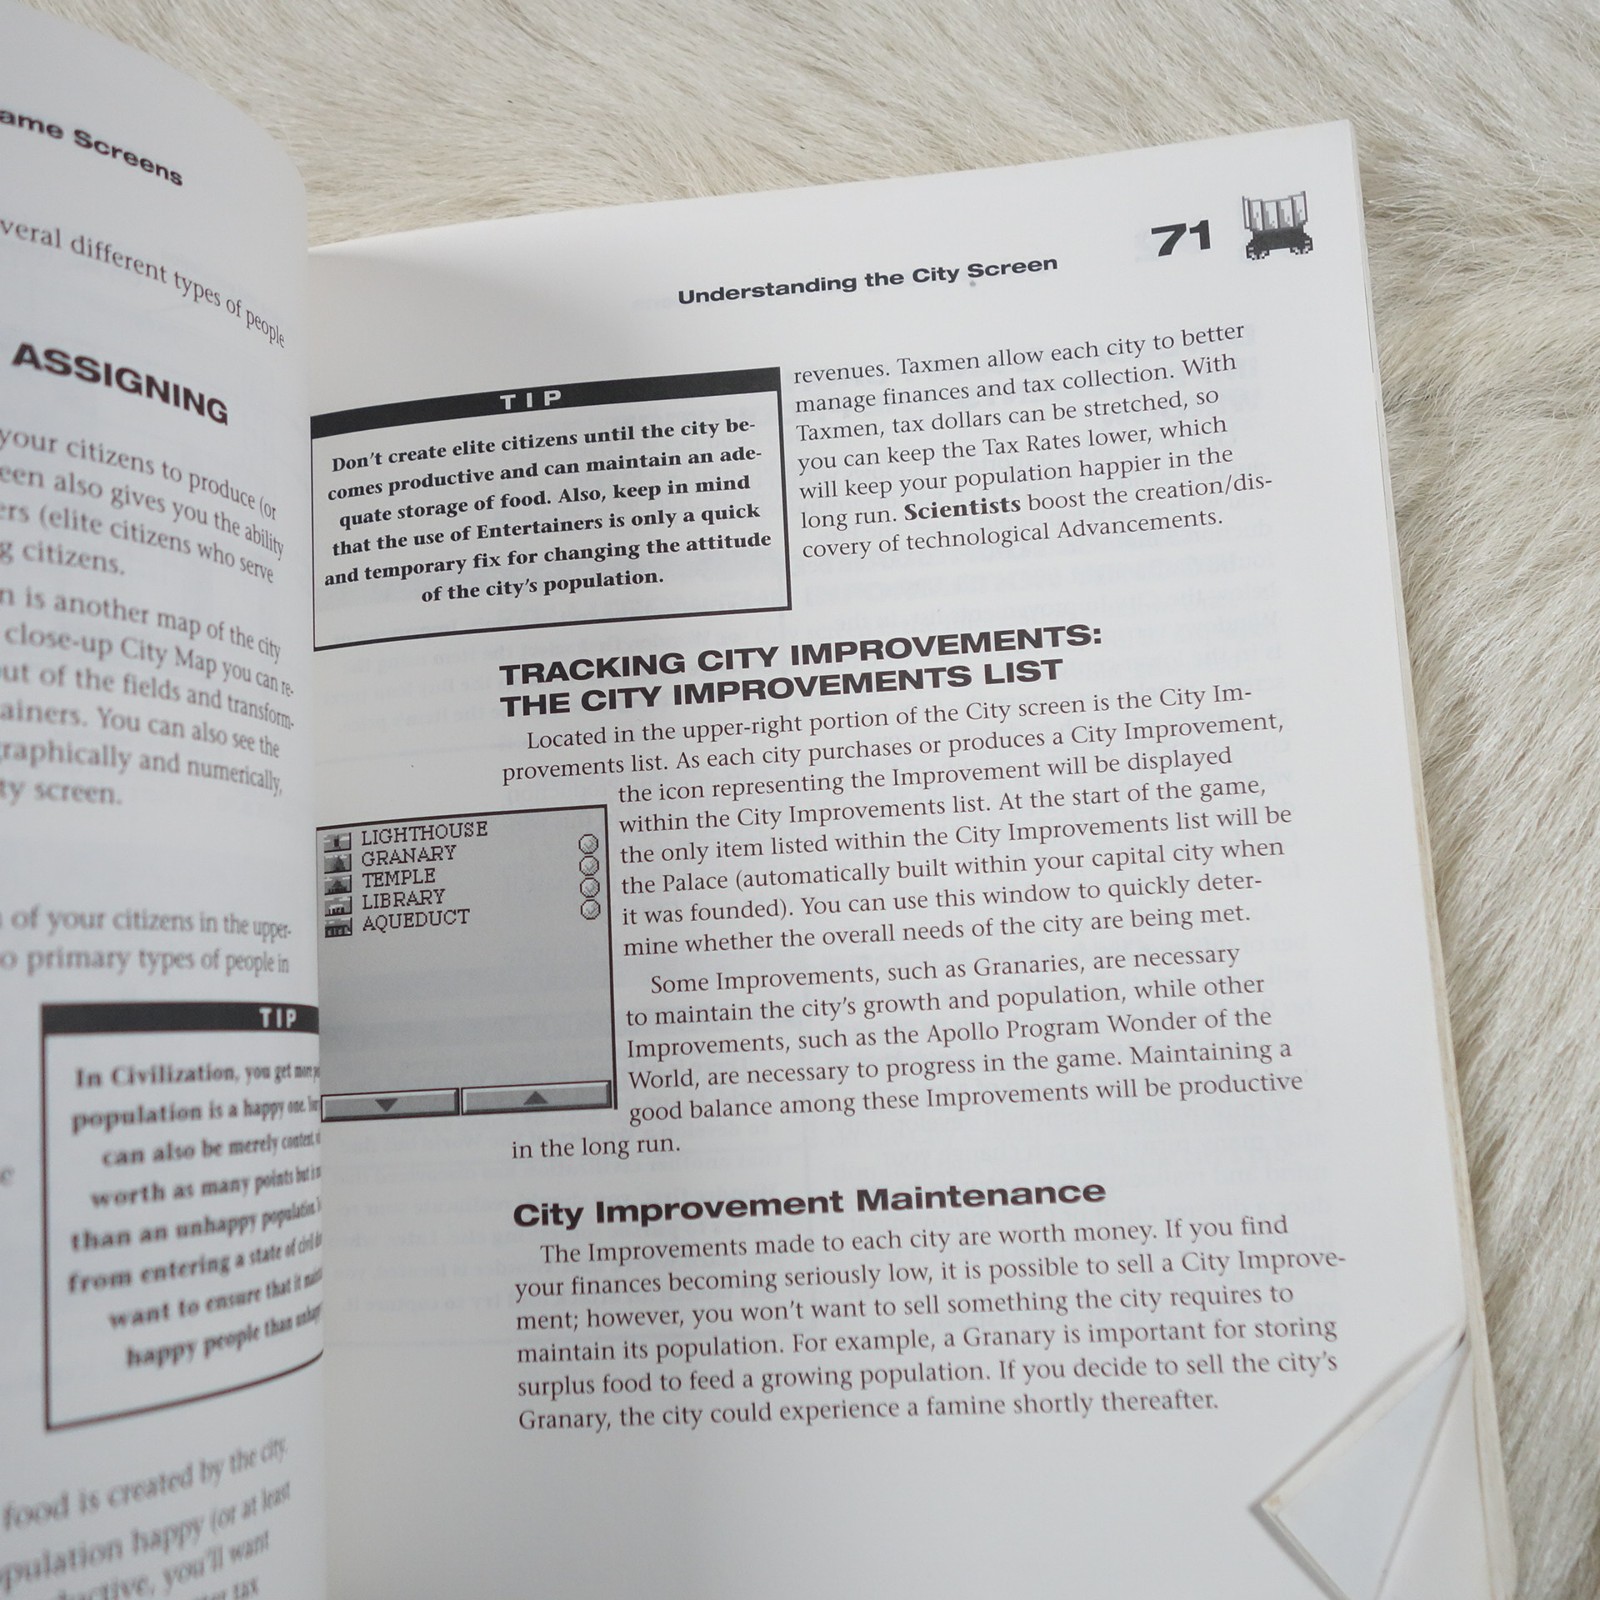 ame Screens
veral different types of people
ASSIGNING
your citizens to produce (or
een also gives you the ability
ers (elite citizens who serve
g citizens.
n is another map of the city
close-up City Map you can re-
ut of the fields and transform-
ainers. You can also see the
raphically and numerically,
ty screen.
of your citizens in the upper-
o primary types of people in
TIP
In Civilization, you get more
population is a happy one.
can also be merely content
worth as many points but
than an unhappy population
from entering a state of civil
want to ensure that it
happy people than
food is created by the city.
opulation happy (or at least
ductive, you'll want
tax
71
Understanding the City Screen
TIP
Don't create elite citizens until the city be-
comes productive and can maintain an ade-
quate storage of food. Also, keep in mind
that the use of Entertainers is only a quick
and temporary fix for changing the attitude
of the city's population.
revenues. Taxmen allow each city to better
manage finances and tax collection. With
Taxmen, tax dollars can be stretched, so
you can keep the Tax Rates lower, which
will keep your population happier in the
long run. Scientists boost the creation/dis-
covery of technological Advancements.
TRACKING CITY IMPROVEMENTS:
THE CITY IMPROVEMENTS LIST
Located in the upper-right portion of the City screen is the City Im-
provements list. As each city purchases or produces a City Improvement,
the icon representing the Improvement will be displayed
within the City Improvements list. At the start of the game,
the only item listed within the City Improvements list will be
the Palace (automatically built within your capital city when
it was founded). You can use this window to quickly deter-
mine whether the overall needs of the city are being met.
LIGHTHOUSE
GRANARY
TEMPLE
LIBRARY
AQUEDUCT
Some Improvements, such as Granaries, are necessary
to maintain the city's growth and population, while other
Improvements, such as the Apollo Program Wonder of the
World, are necessary to progress in the game. Maintaining a
good balance among these Improvements will be productive
in the long run.
City Improvement Maintenance
The Improvements made to each city are worth money. If you find
your finances becoming seriously low, it is possible to sell a City Improve-
ment; however, you won't want to sell something the city requires to
maintain its population. For example, a Granary is important for storing
surplus food to feed a growing population. If you decide to sell the city's
Granary, the city could experience a famine shortly thereafter.